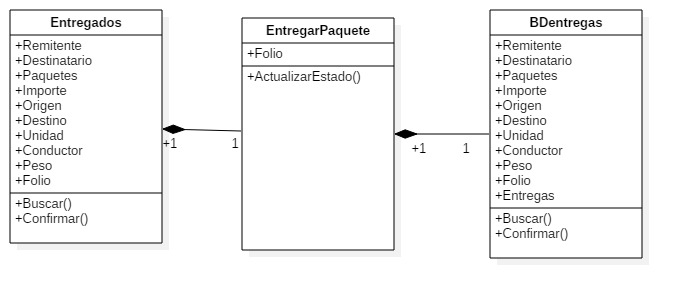 Entregados
+Remitente
+Destinatario
+Paquetes
+Importe
+Origen
+Destino
+Unidad
+Conductor
+Peso
+Folio
+Buscar()
+Confirmar()
+1
1
EntregarPaquete
+Folio
+ActualizarEstado()
+1
1
BDentregas
+Remitente
+Destinatario
+Paquetes
+Importe
+Origen
+Destino
+Unidad
+Conductor
+Peso
+Folio
+Entregas
+Buscar()
+Confirmar()